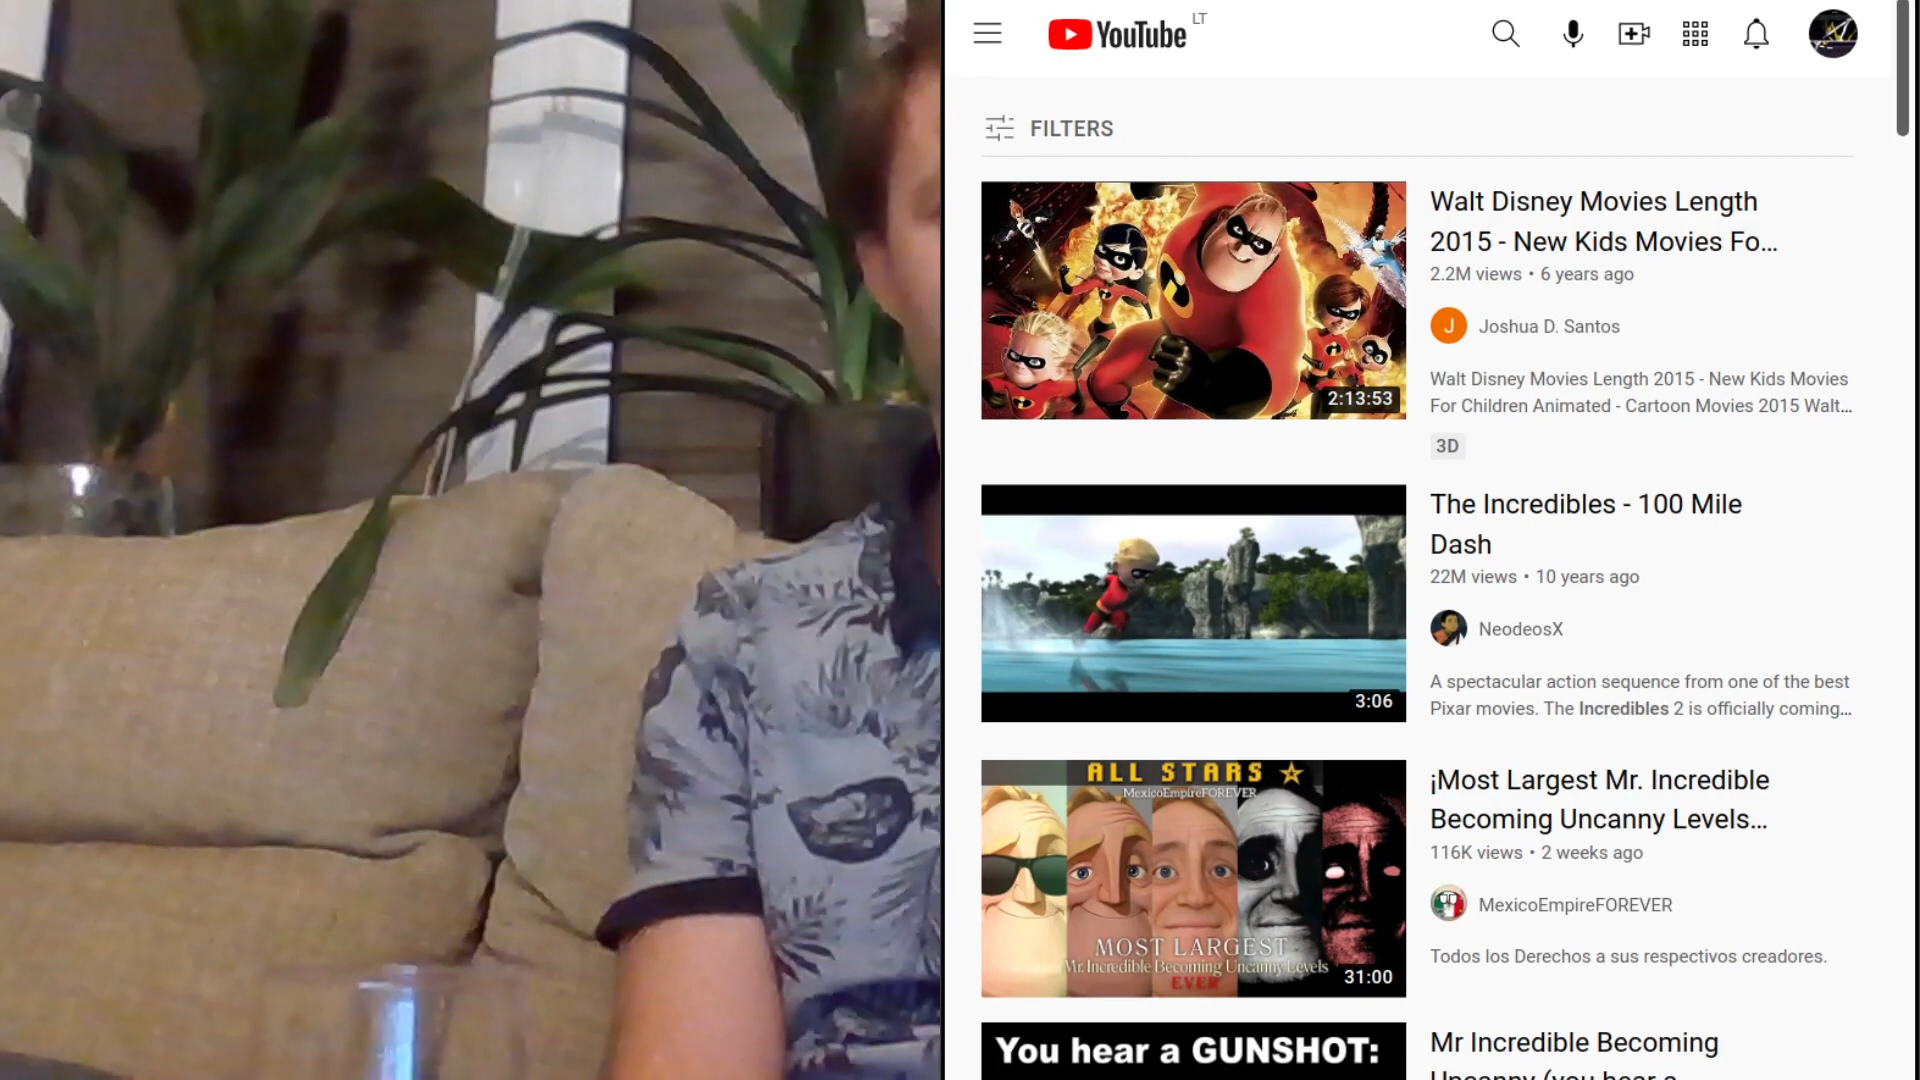 YouTube LT
FILTERS
2:13:53
Walt Disney Movies Length
2015 - New Kids Movies Fo...
2.2M views • 6 years ago
J
Joshua D. Santos
Walt Disney Movies Length 2015 - New Kids Movies
For Children Animated - Cartoon Movies 2015 Walt...
3D
3:06
The Incredibles - 100 Mile
Dash
22M views • 10 years ago
NeodeosX
A spectacular action sequence from one of the best
Pixar movies. The Incredibles 2 is officially coming...
ALL STARS
MexicoEmpireFOREVER
MOST LARGEST
Mr. Incredible Becoming Uncanny Levels
EVER
31:00
¡Most Largest Mr. Incredible
Becoming Uncanny Levels...
116K views • 2 weeks ago
MexicoEmpireFOREVER
Todos los Derechos a sus respectivos creadores.
You hear a GUNSHOT:
Mr Incredible Becoming
Uncanny (you hear a